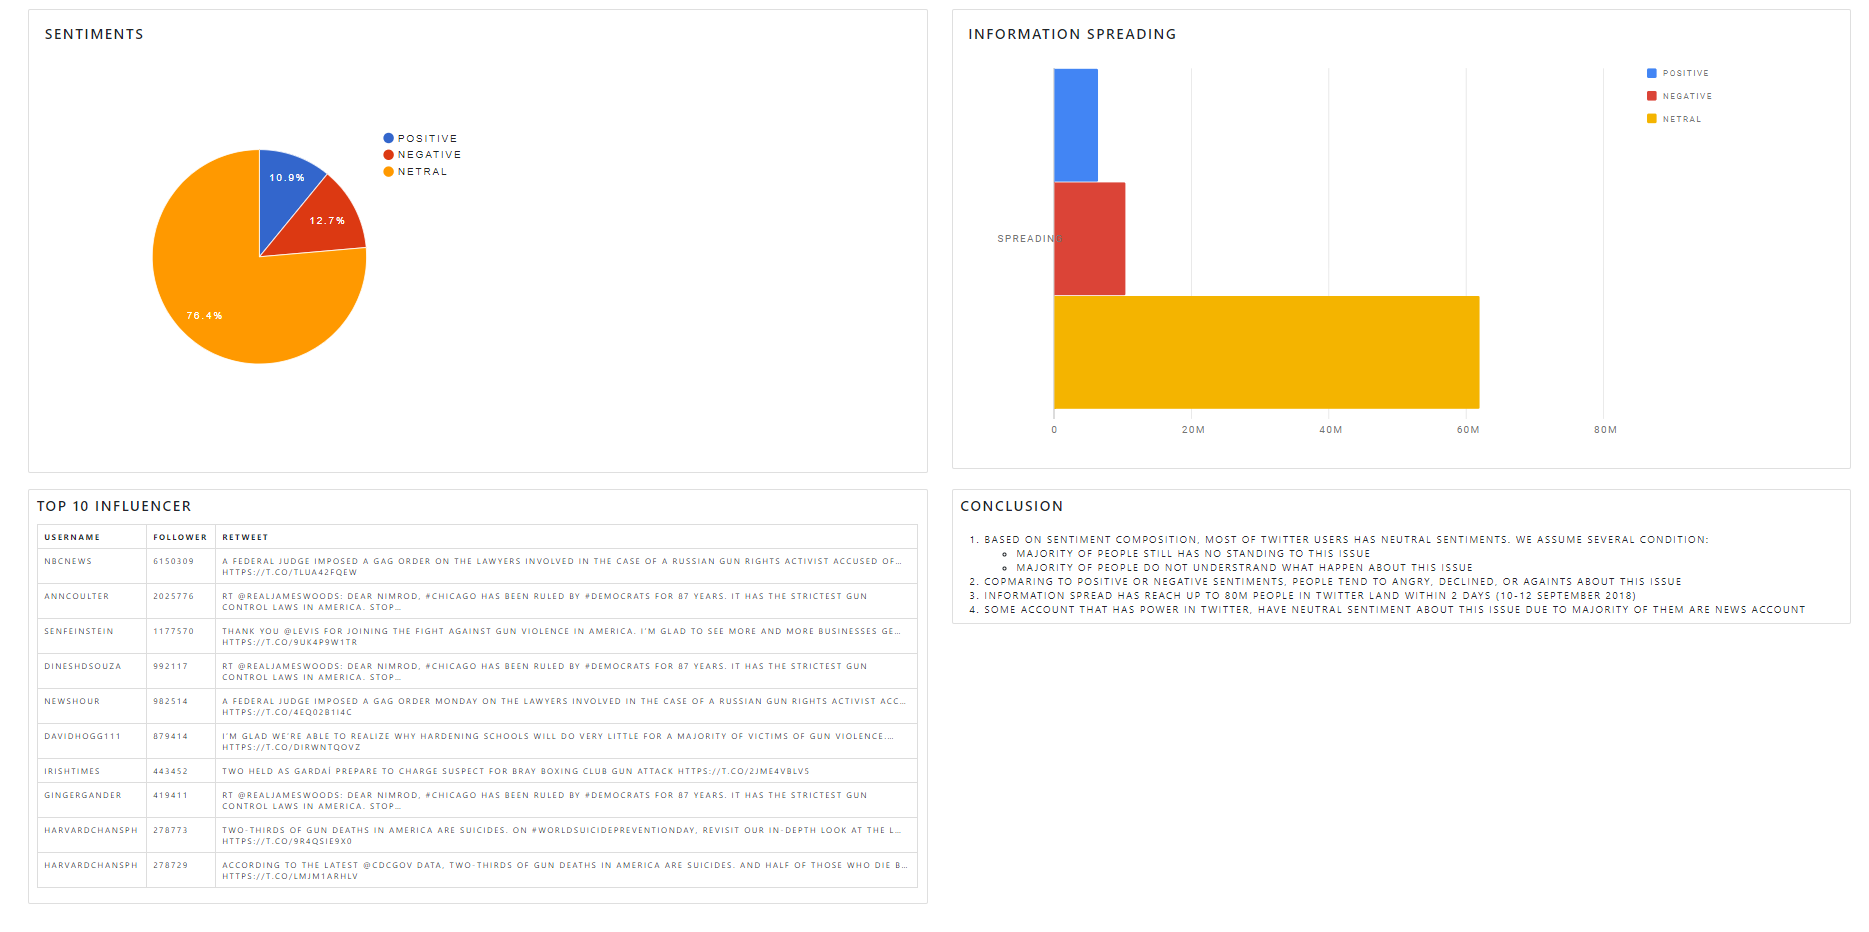 SENTIMENTS
POSITIVE
NEGATIVE
NETRAL
10.9%
12.7%
76.4%
INFORMATION SPREADING
POSITIVE
NEGATIVE
NETRAL
SPREADING
0
20M
40M
60M
80M
TOP 10 INFLUENCER
USERNAME FOLLOWER RETWEET
NBCNEWS 6150309 A FEDERAL JUDGE IMPOSED A GAG ORDER ON THE LAWYERS INVOLVED IN THE CASE OF A RUSSIAN GUN RIGHTS ACTIVIST ACCUSED OF…
HTTPS://T.CO/TLUA42FQEW
ANNCOULTER 2025776 RT @REALJAMESWOODS: DEAR NIMROD, #CHICAGO HAS BEEN RULED BY #DEMOCRATS FOR 87 YEARS. IT HAS THE STRICTEST GUN
CONTROL LAWS IN AMERICA. STOP…
SENFEINSTEIN 1177570 THANK YOU @LEVIS FOR JOINING THE FIGHT AGAINST GUN VIOLENCE IN AMERICA. I'M GLAD TO SEE MORE AND MORE BUSINESSES GE…
HTTPS://T.CO/9UK4P9W1TR
DINESHDSOUZA 992117 RT @REALJAMESWOODS: DEAR NIMROD, #CHICAGO HAS BEEN RULED BY #DEMOCRATS FOR 87 YEARS. IT HAS THE STRICTEST GUN
CONTROL LAWS IN AMERICA. STOP…
NEWSHOUR 982514 A FEDERAL JUDGE IMPOSED A GAG ORDER MONDAY ON THE LAWYERS INVOLVED IN THE CASE OF A RUSSIAN GUN RIGHTS ACTIVIST ACC…
HTTPS://T.CO/4EQ02B1I4C
DAVIDHOGG111 879414 I'M GLAD WE'RE ABLE TO REALIZE WHY HARDENING SCHOOLS WILL DO VERY LITTLE FOR A MAJORITY OF VICTIMS OF GUN VIOLENCE.…
HTTPS://T.CO/DIRWNTQOVZ
IRISHTIMES 443452 TWO HELD AS GARDAÍ PREPARE TO CHARGE SUSPECT FOR BRAY BOXING CLUB GUN ATTACK HTTPS://T.CO/2JME4VBLV5
GINGERGANDER 419411 RT @REALJAMESWOODS: DEAR NIMROD, #CHICAGO HAS BEEN RULED BY #DEMOCRATS FOR 87 YEARS. IT HAS THE STRICTEST GUN
CONTROL LAWS IN AMERICA. STOP…
HARVARDCHANSPH 278773 TWO-THIRDS OF GUN DEATHS IN AMERICA ARE SUICIDES. ON #WORLDSUICIDEPREVENTIONDAY, REVISIT OUR IN-DEPTH LOOK AT THE L…
HTTPS://T.CO/9R4QSIE9X0
HARVARDCHANSPH 278729 ACCORDING TO THE LATEST @CDCGOV DATA, TWO-THIRDS OF GUN DEATHS IN AMERICA ARE SUICIDES. AND HALF OF THOSE WHO DIE B…
HTTPS://T.CO/LMJM1ARHLV
CONCLUSION
1. BASED ON SENTIMENT COMPOSITION, MOST OF TWITTER USERS HAS NEUTRAL SENTIMENTS. WE ASSUME SEVERAL CONDITION:
MAJORITY OF PEOPLE STILL HAS NO STANDING TO THIS ISSUE
MAJORITY OF PEOPLE DO NOT UNDERSTAND WHAT HAPPEN ABOUT THIS ISSUE
2. COPMARING TO POSITIVE OR NEGATIVE SENTIMENTS, PEOPLE TEND TO ANGRY, DECLINED, OR AGAINTS ABOUT THIS ISSUE
3. INFORMATION SPREAD HAS REACH UP TO 80M PEOPLE IN TWITTER LAND WITHIN 2 DAYS (10-12 SEPTEMBER 2018)
4. SOME ACCOUNT THAT HAS POWER IN TWITTER, HAVE NEUTRAL SENTIMENT ABOUT THIS ISSUE DUE TO MAJORITY OF THEM ARE NEWS ACCOUNT